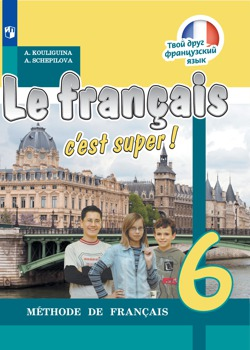 A. KOULIGUINA
A. SCHEPILOVA
Твой друг
французский
язык
Le français
c'est super !
6
MÉTHODE DE FRANÇAIS